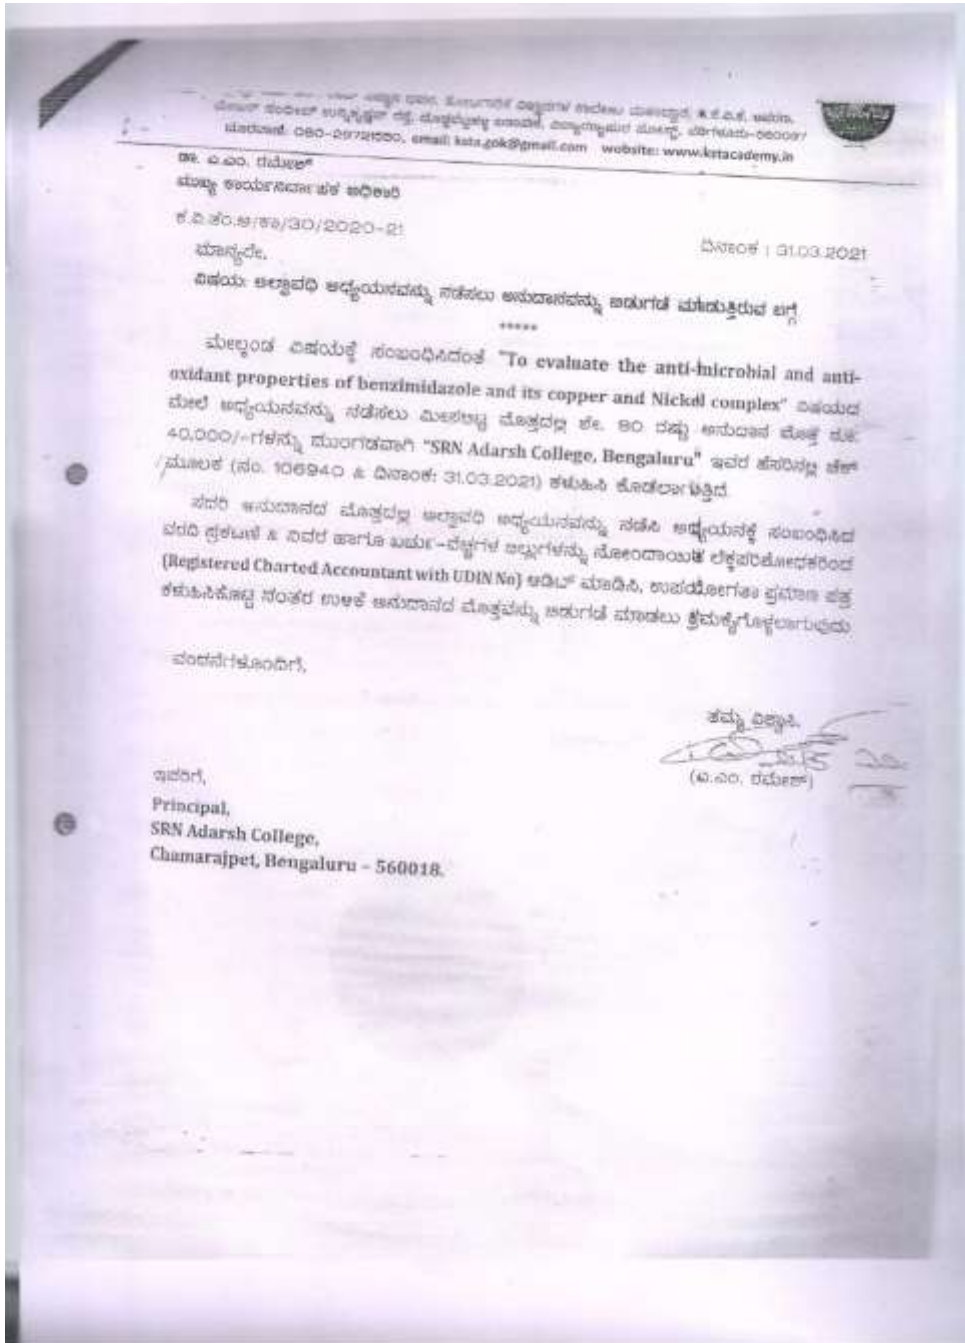 ದೂರವಾಣಿ: 080-29721550, email: ksta.gok@gmail.com website: www.kstacademy.in
ಡಾ. ಎ.ಎಂ. ರಮೇಶ್
ಮುಖ್ಯ ಕಾರ್ಯನಿರ್ವಾಹಕ ಅಧಿಕಾರಿ
ಕ.ವಿ.ತಂ.ಅ/ಕಾ/30/2020-21
ದಿನಾಂಕ : 31.03.2021
ಮಾನ್ಯರೇ,
ವಿಷಯ: ಅಲ್ಪಾವಧಿ ಅಧ್ಯಯನವನ್ನು ನಡೆಸಲು ಅನುದಾನವನ್ನು ಬಿಡುಗಡೆ ಮಾಡುತ್ತಿರುವ ಬಗ್ಗೆ
*****
ಮೇಲ್ಕಂಡ ವಿಷಯಕ್ಕೆ ಸಂಬಂಧಿಸಿದಂತೆ "To evaluate the anti-microbial and anti-
oxidant properties of benzimidazole and its copper and Nickel complex" ವಿಷಯದ
ಮೇಲೆ ಅಧ್ಯಯನವನ್ನು ನಡೆಸಲು ಮೀಸಲಿಟ್ಟ ಮೊತ್ತದಲ್ಲಿ ಶೇ. 80 ರಷ್ಟು ಅನುದಾನ ಮೊತ್ತ ರೂ.
40,000/-ಗಳನ್ನು ಮುಂಗಡವಾಗಿ "SRN Adarsh College, Bengaluru" ಇವರ ಹೆಸರಿನಲ್ಲಿ ಚೆಕ್
ಮೂಲಕ (ಸಂ. 106940 & ದಿನಾಂಕ: 31.03.2021) ಕಳುಹಿಸಿ ಕೊಡಲಾಗುತ್ತಿದೆ.
ಸದರಿ ಅನುದಾನದ ಮೊತ್ತದಲ್ಲಿ ಅಲ್ಪಾವಧಿ ಅಧ್ಯಯನವನ್ನು ನಡೆಸಿ ಅಧ್ಯಯನಕ್ಕೆ ಸಂಬಂಧಿಸಿದ
ವರದಿ ಪ್ರಕಟಣೆ & ವಿವರ ಹಾಗೂ ಖರ್ಚು-ವೆಚ್ಚಗಳ ಬಿಲ್ಲುಗಳನ್ನು ನೋಂದಾಯಿತ ಲೆಕ್ಕಪರಿಶೋಧಕರಿಂದ
(Registered Charted Accountant with UDIN No) ಆಡಿಟ್ ಮಾಡಿಸಿ, ಉಪಯೋಗಿತಾ ಪ್ರಮಾಣ ಪತ್ರ
ಕಳುಹಿಸಿಕೊಟ್ಟ ನಂತರ ಉಳಿಕೆ ಅನುದಾನದ ಮೊತ್ತವನ್ನು ಬಿಡುಗಡೆ ಮಾಡಲು ಕ್ರಮಕೈಗೊಳ್ಳಲಾಗುವುದು
ವಂದನೆಗಳೊಂದಿಗೆ,
ತಮ್ಮ ವಿಶ್ವಾಸಿ,
(ಎ.ಎಂ. ರಮೇಶ್)
ಇವರಿಗೆ,
Principal,
SRN Adarsh College,
Chamarajpet, Bengaluru – 560018.